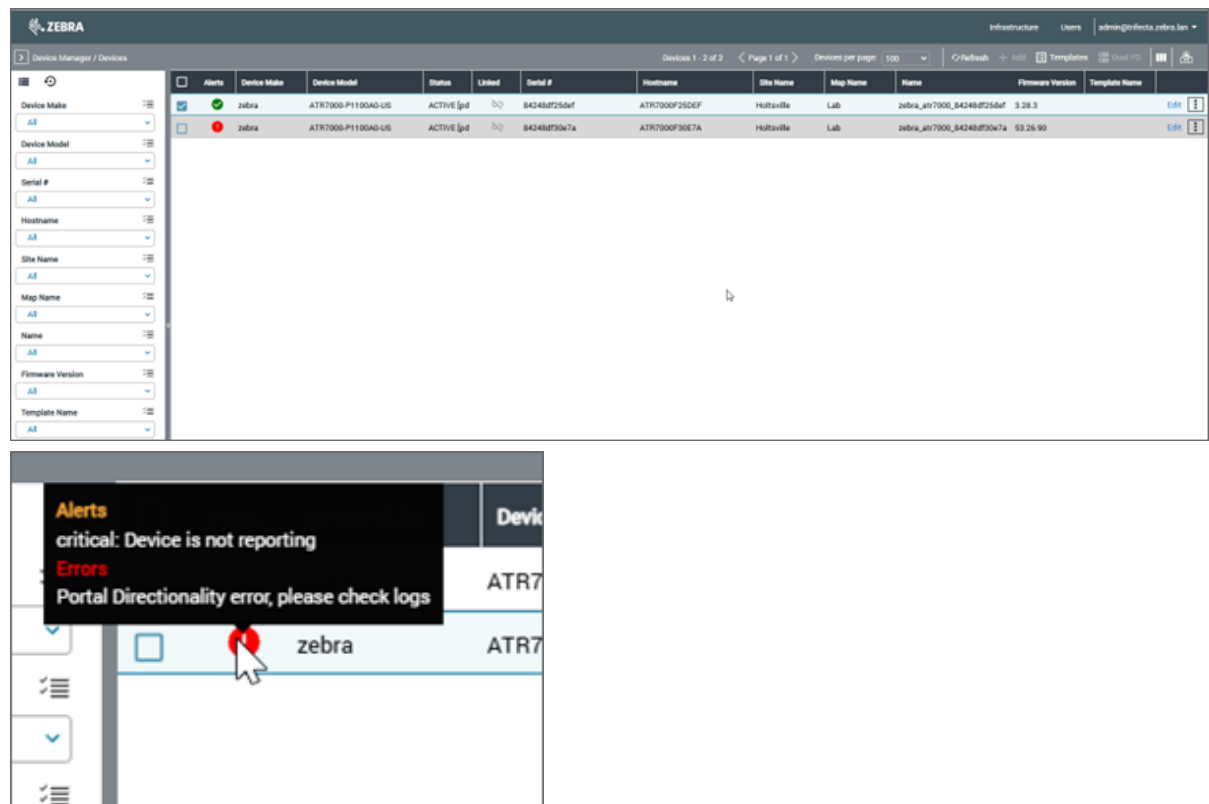 ZEBRA
Infrastructure Users admin@trifecta.zebra.lan
Device Manager / Devices
Devices 1 - 2 of 2 Page 1 of 1 Devices per page: 100 Refresh + Add Templates Dual PD
Alerts Device Make Device Model Status Linked Serial # Hostname Site Name Map Name Name Firmware Version Template Name
zebra ATR7000-P1100A0-US ACTIVE [pd 84248df25def ATR7000F25DEF Holtsville Lab zebra_atr7000_84248df25def 3.28.3 Edit
zebra ATR7000-P1100A0-US ACTIVE [pd 84248df30e7a ATR7000F30E7A Holtsville Lab zebra_atr7000_84248df30e7a 53.26.90 Edit
Device Make
All
Device Model
All
Serial #
All
Hostname
All
Site Name
All
Map Name
All
Name
All
Firmware Version
All
Template Name
All
Alerts
critical: Device is not reporting
Errors
Portal Directionality error, please check logs
Devic
ATR7
zebra ATR7